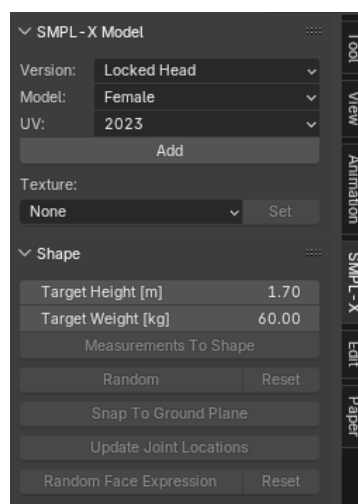 SMPL-X Model
Version: Locked Head
Model: Female
UV: 2023
Add
Texture:
None Set
Shape
Target Height [m] 1.70
Target Weight [kg] 60.00
Measurements To Shape
Random Reset
Snap To Ground Plane
Update Joint Locations
Random Face Expression Reset
Tool
View
Animation
SMPL-X
Edit
Paper